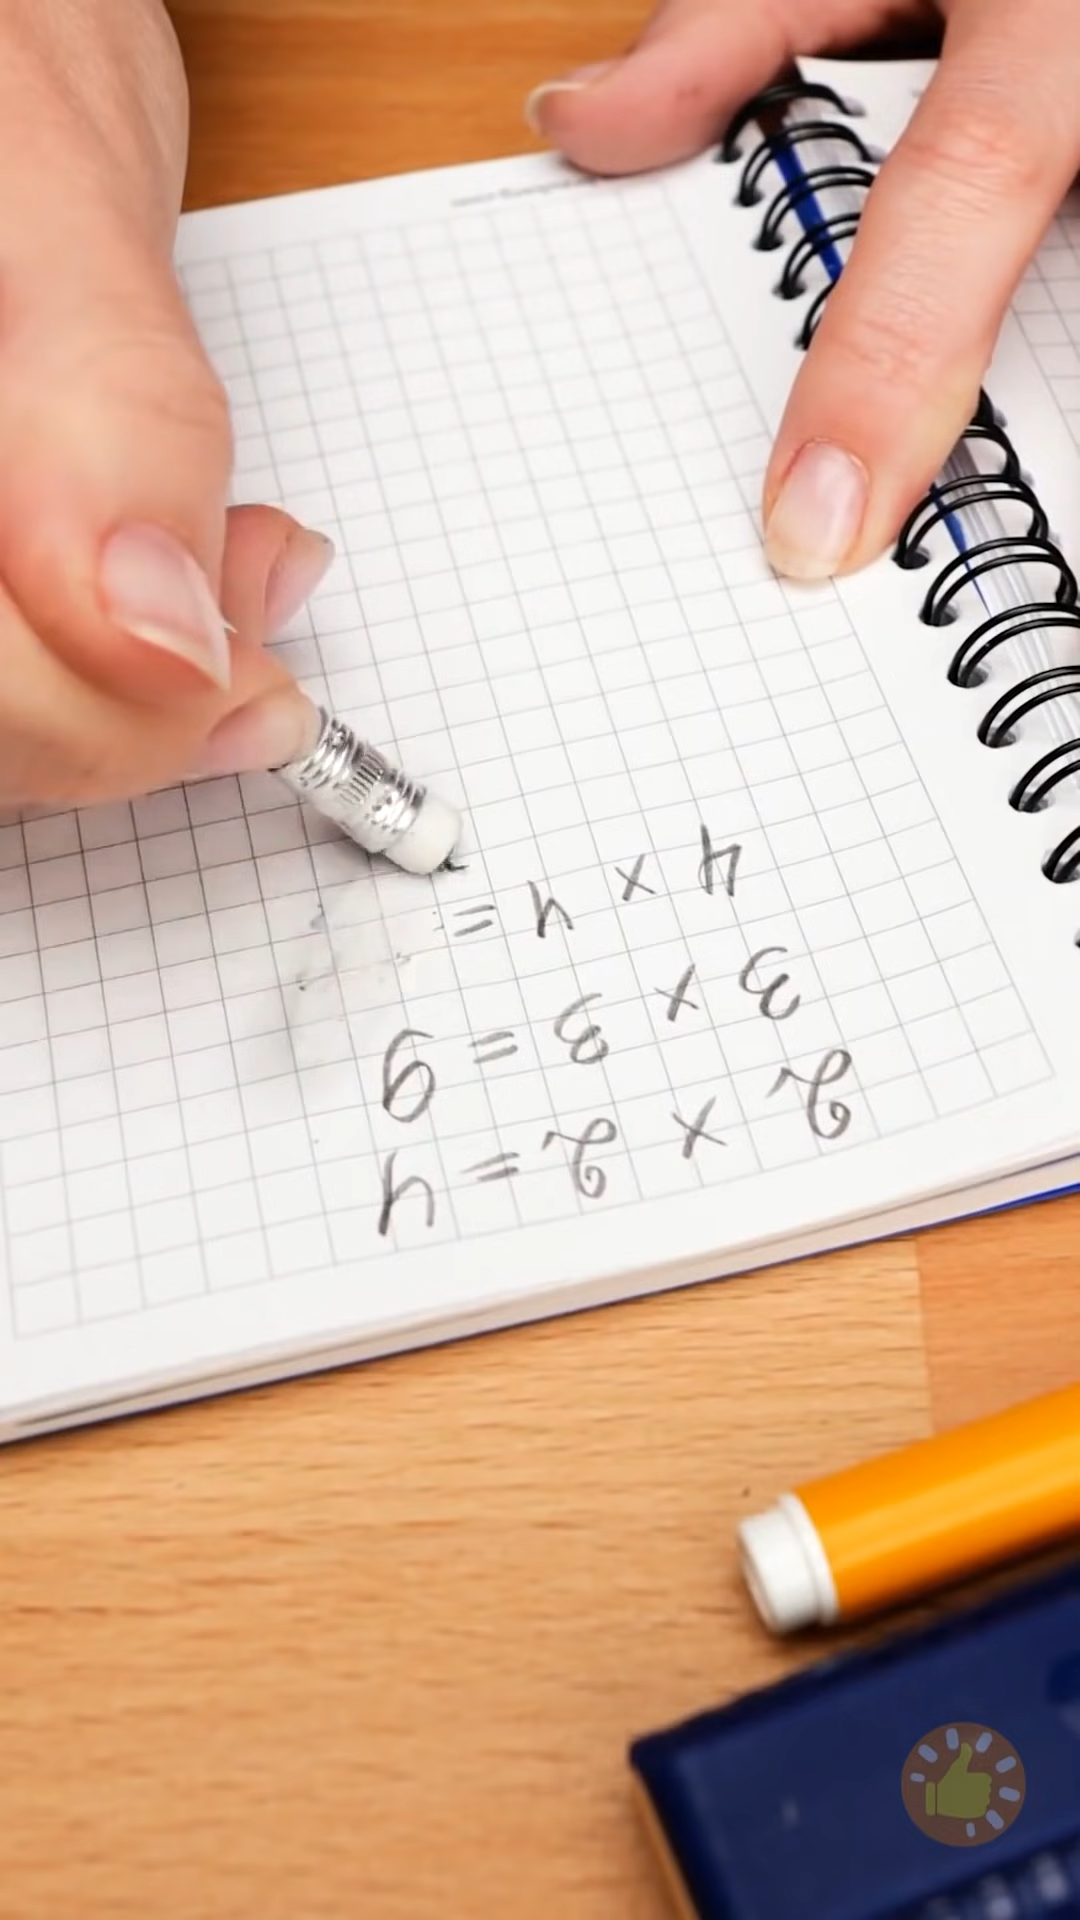 2 x 2 = 4
3 x 3 = 9
4 x 4 =